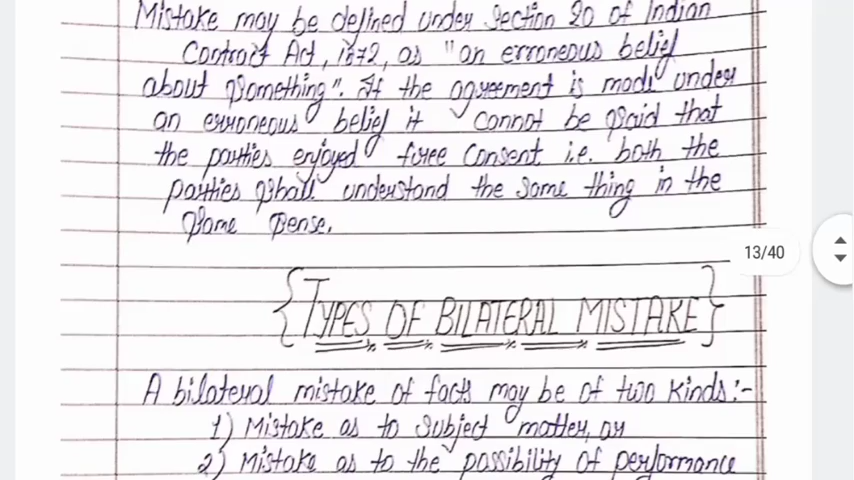 Mistake may be defined under Section 20 of Indian
Contract Act, 1872, as "an erroneous belief
about something". If the agreement is made under
an erroneous belief it cannot be said that
the parties enjoyed free consent i.e. both the
parties shall understand the same thing in the
same sense.
13/40
{TYPES OF BILATERAL MISTAKE}
A bilateral mistake of facts may be of two kinds:-
1) Mistake as to subject matter, or
2) Mistake as to the possibility of performance